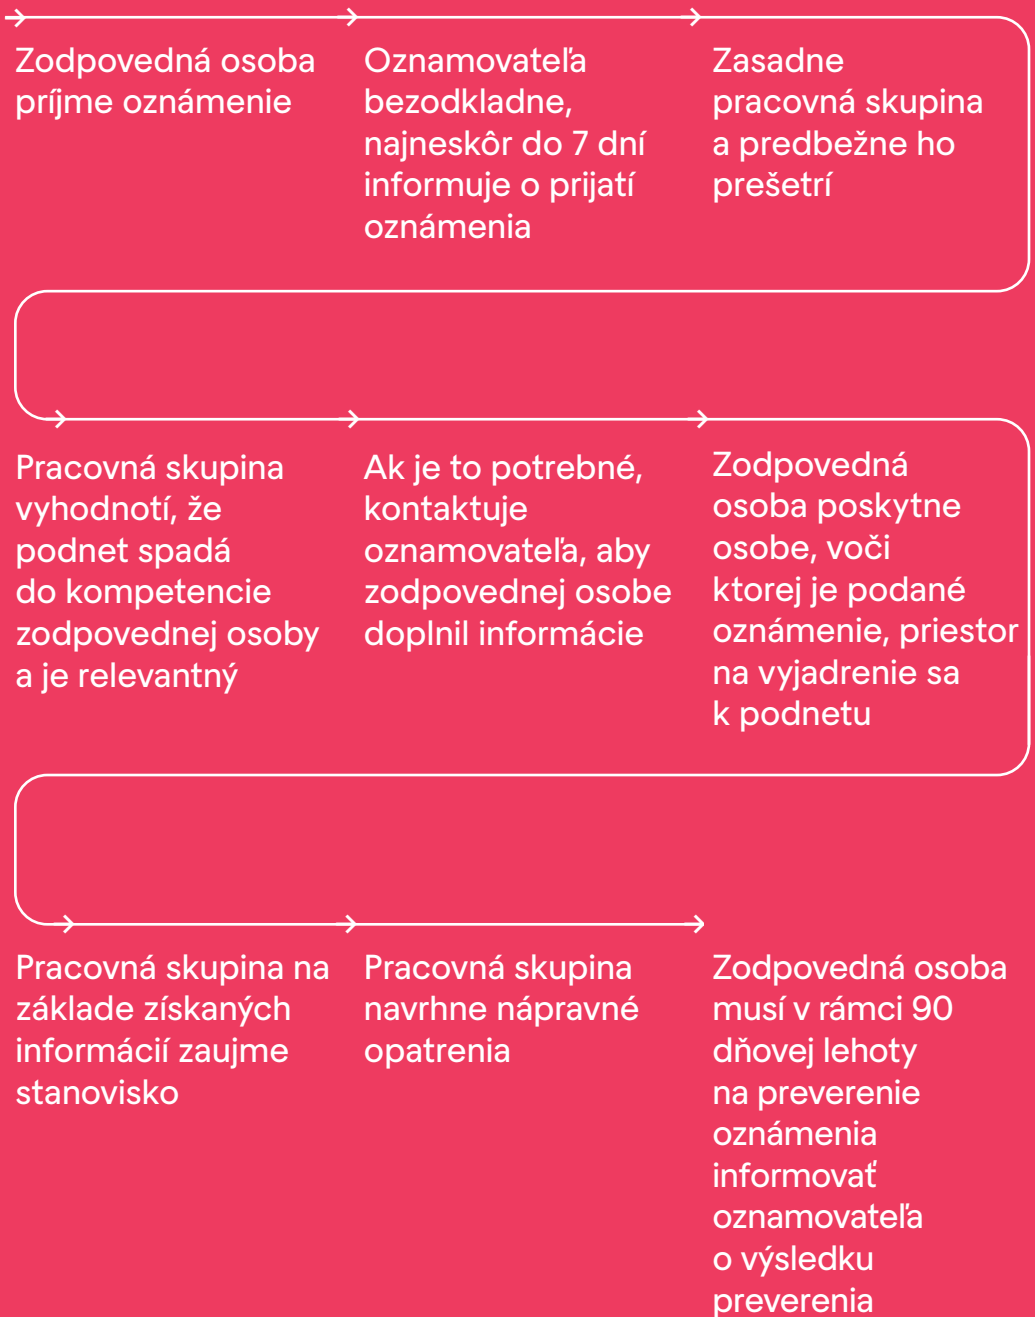 Zodpovedná osoba
príjme oznámenie
Oznamovateľa
bezodkladne,
najneskôr do 7 dní
informuje o prijatí
oznámenia
Zasadne
pracovná skupina
a predbežne ho
prešetrí
Pracovná skupina
vyhodnotí, že
podnet spadá
do kompetencie
zodpovednej osoby
a je relevantný
Ak je to potrebné,
kontaktuje
oznamovateľa, aby
zodpovednej osobe
doplnil informácie
Zodpovedná
osoba poskytne
osobe, voči
ktorej je podané
oznámenie, priestor
na vyjadrenie sa
k podnetu
Pracovná skupina na
základe získaných
informácií zaujme
stanovisko
Pracovná skupina
navrhne nápravné
opatrenia
Zodpovedná osoba
musí v rámci 90
dňovej lehoty
na preverenie
oznámenia
informovať
oznamovateľa
o výsledku
preverenia